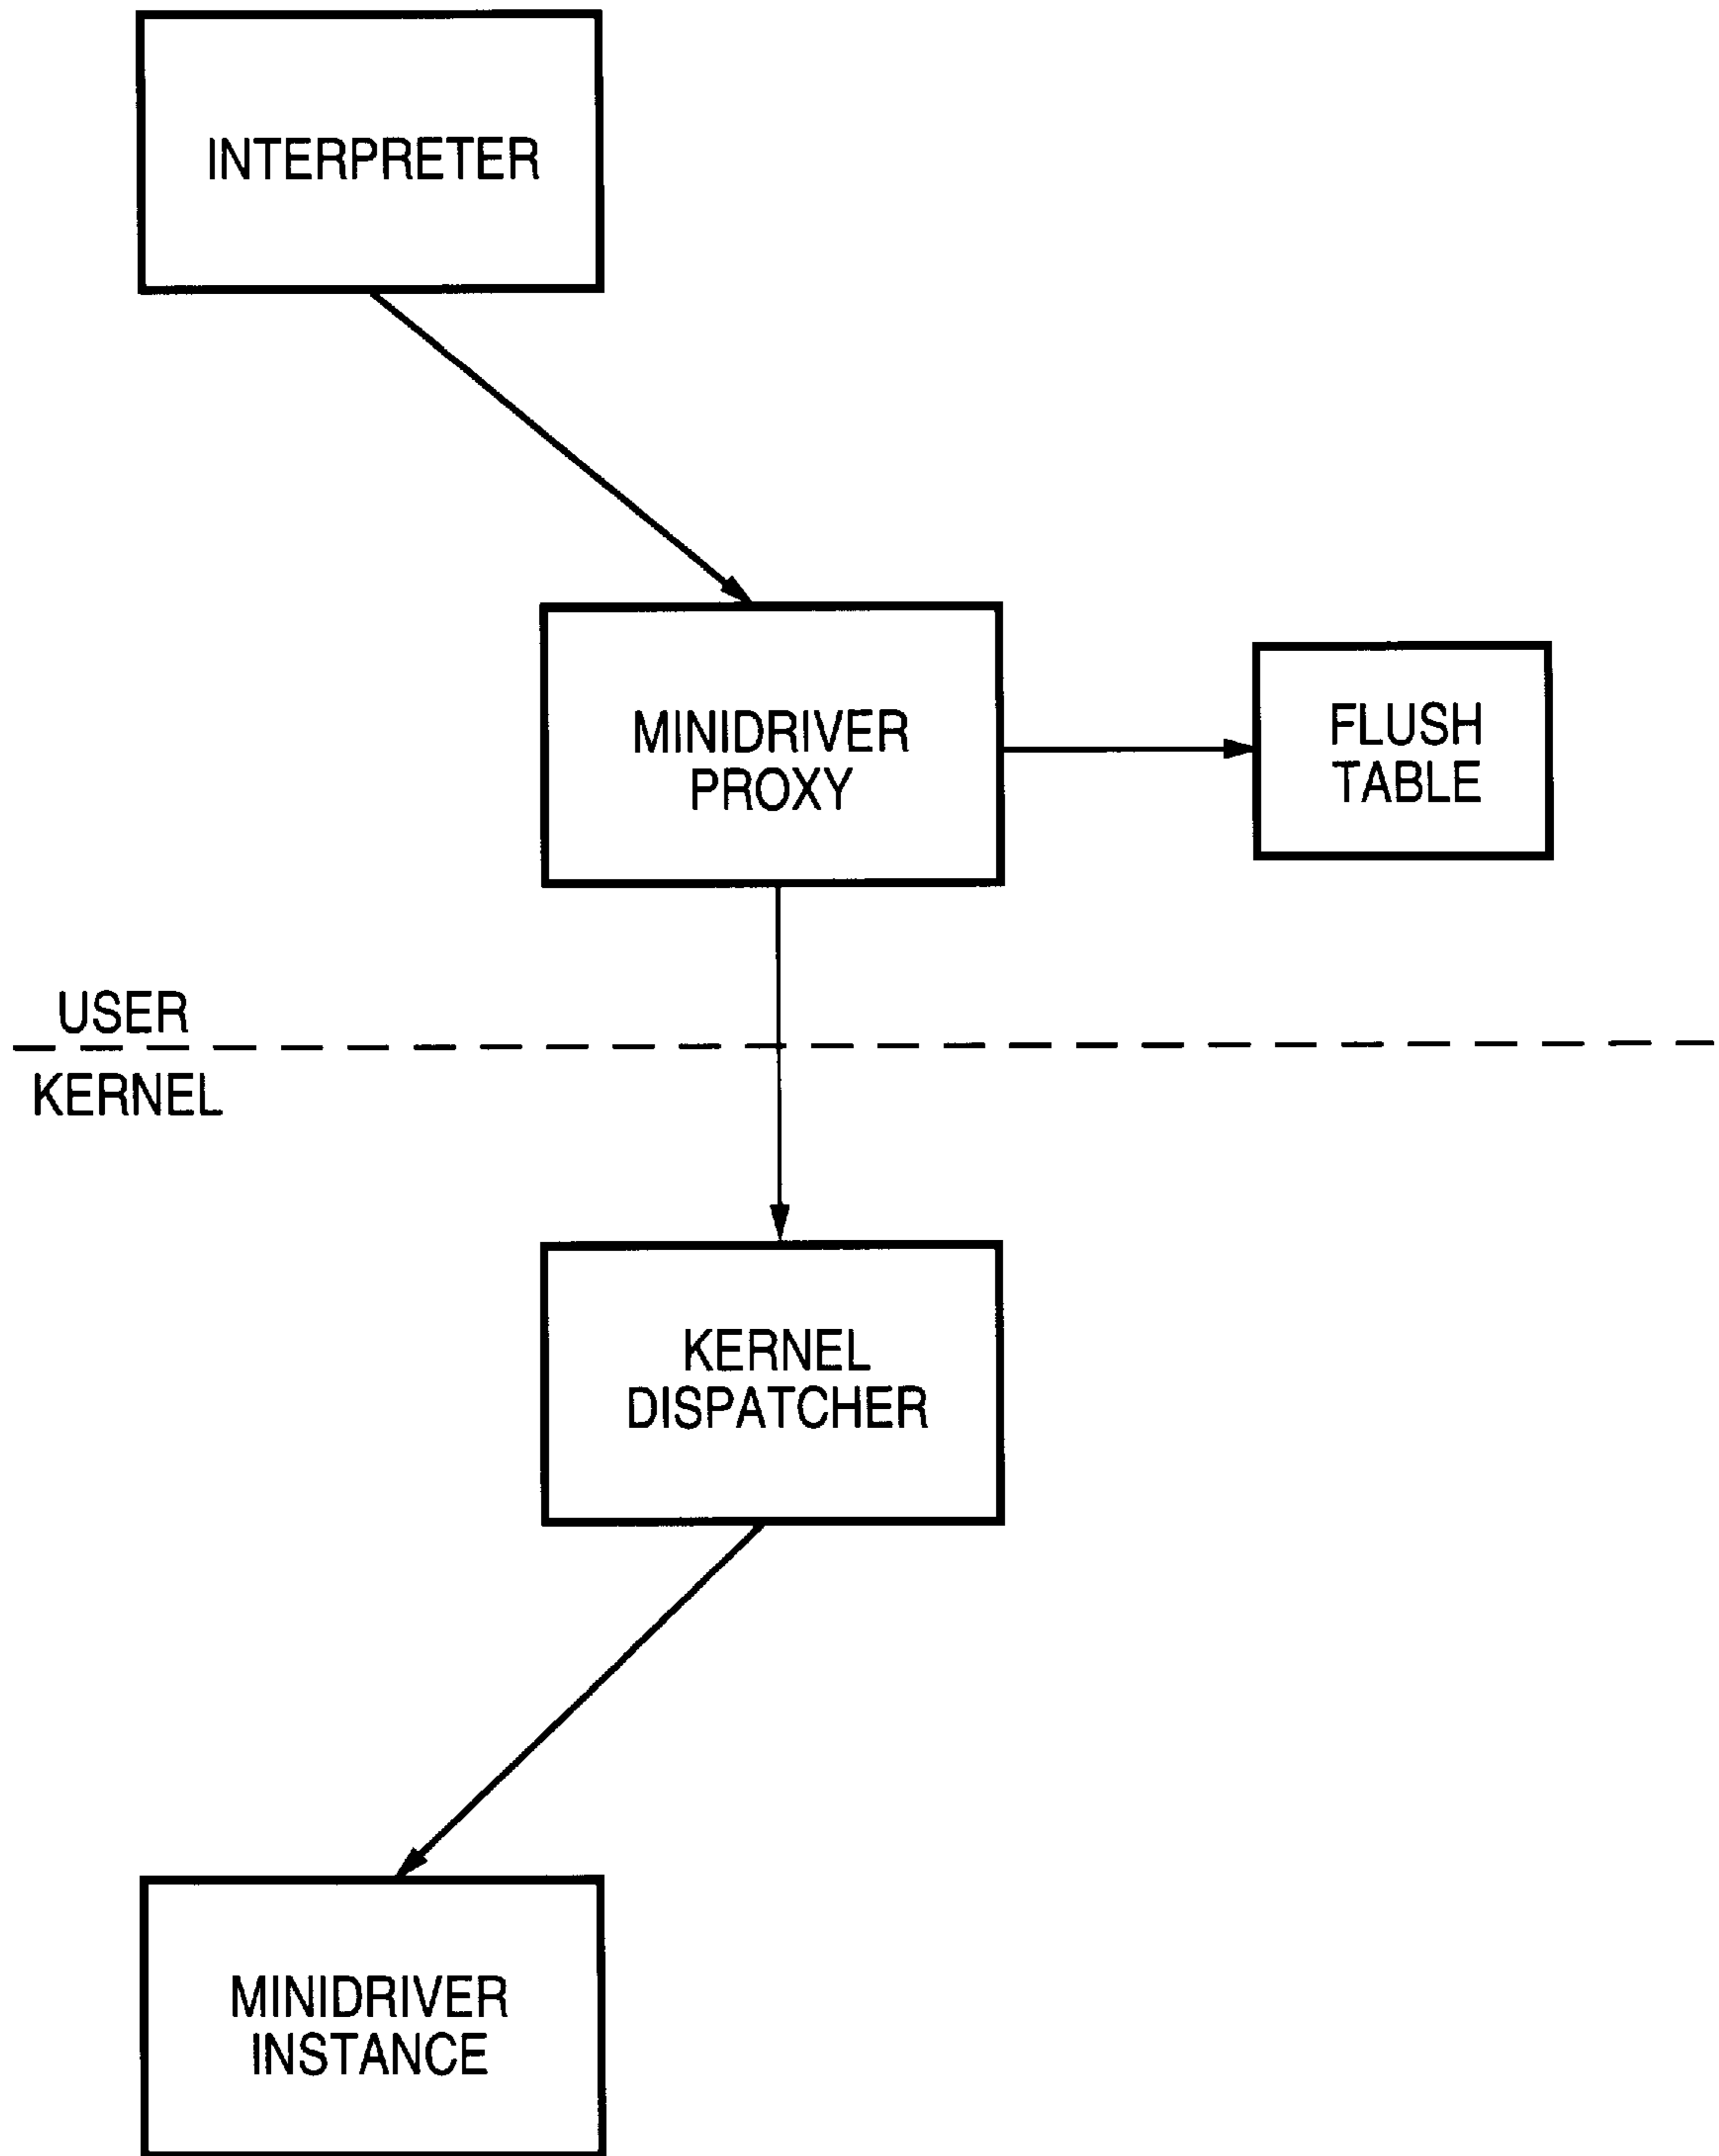 INTERPRETER
MINIDRIVER
PROXY
FLUSH
TABLE
USER
KERNEL
KERNEL
DISPATCHER
MINIDRIVER
INSTANCE